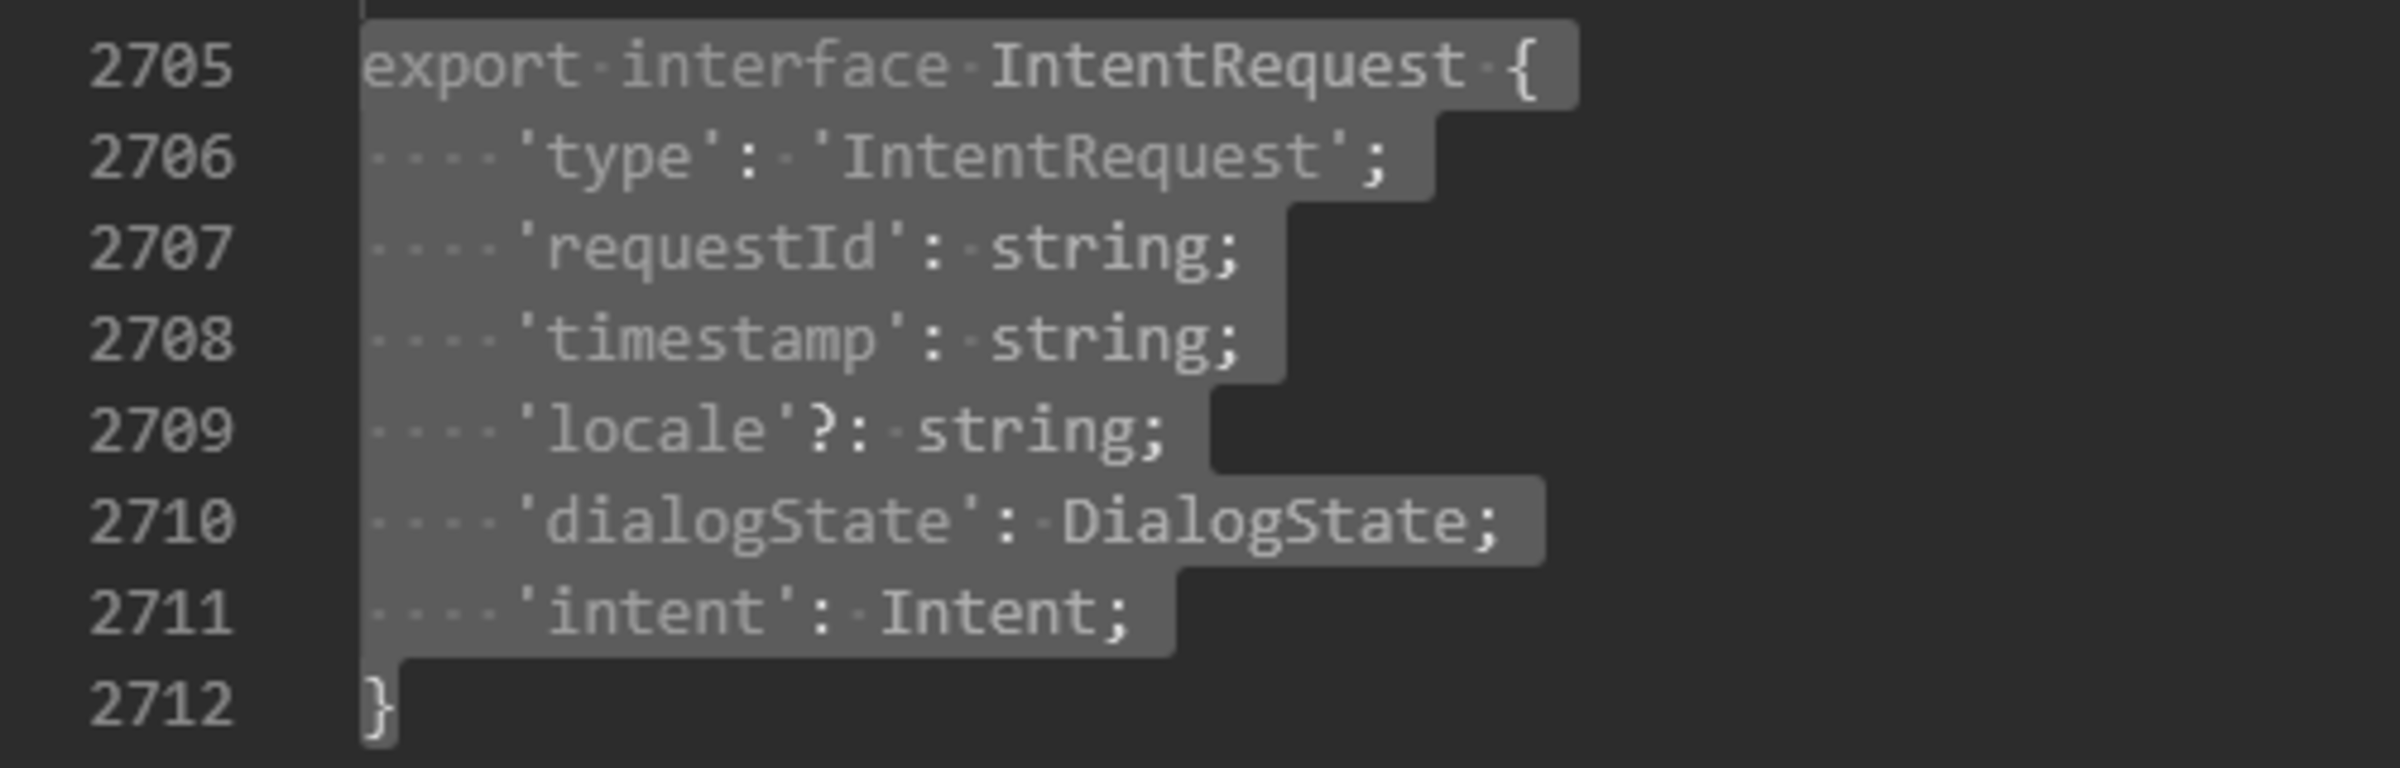 2705 export interface IntentRequest {
2706     'type': 'IntentRequest';
2707     'requestId': string;
2708     'timestamp': string;
2709     'locale'?: string;
2710     'dialogState': DialogState;
2711     'intent': Intent;
2712 }